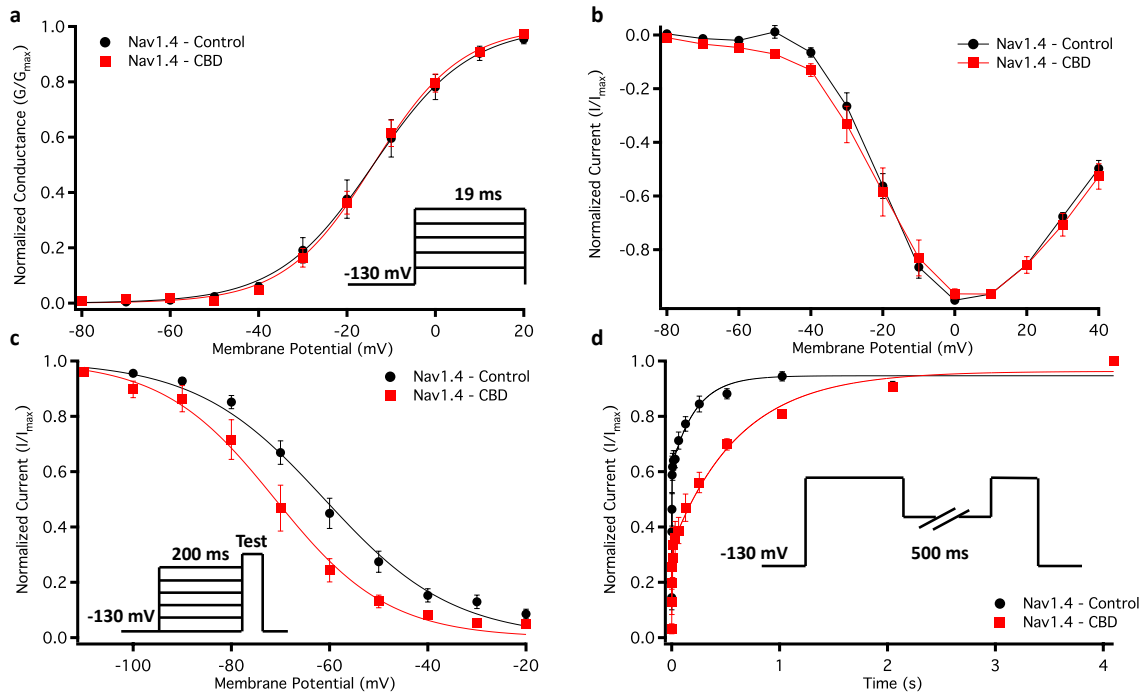 a
Nav1.4 - Control
Nav1.4 - CBD
Normalized Conductance (G/Gmax)
1.0
0.8
0.6
0.4
0.2
0.0
19 ms
-130 mV
-80 -60 -40 -20 0 20
Membrane Potential (mV)
b
Nav1.4 - Control
Nav1.4 - CBD
Normalized Current (I/Imax)
0.0
-0.2
-0.4
-0.6
-0.8
-80 -60 -40 -20 0 20 40
Membrane Potential (mV)
c
Nav1.4 - Control
Nav1.4 - CBD
Normalized Current (I/Imax)
1.0
0.8
0.6
0.4
0.2
0.0
Test
200 ms
-130 mV
-100 -80 -60 -40 -20
Membrane Potential (mV)
d
Normalized Current (I/Imax)
1.0
0.8
0.6
0.4
0.2
0.0
-130 mV
500 ms
Nav1.4 - Control
Nav1.4 - CBD
0 1 2 3 4
Time (s)